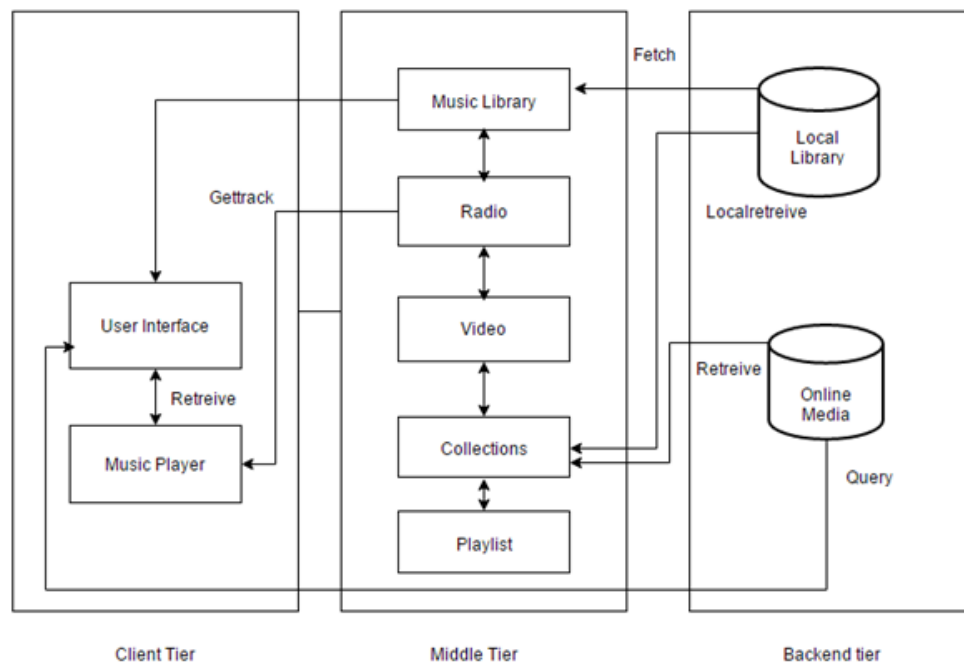 Fetch
Music Library
Local
Library
Gettrack
Radio
Localretreive
User Interface
Video
Retreive
Retreive
Online
Media
Music Player
Collections
Query
Playlist
Client Tier
Middle Tier
Backend tier